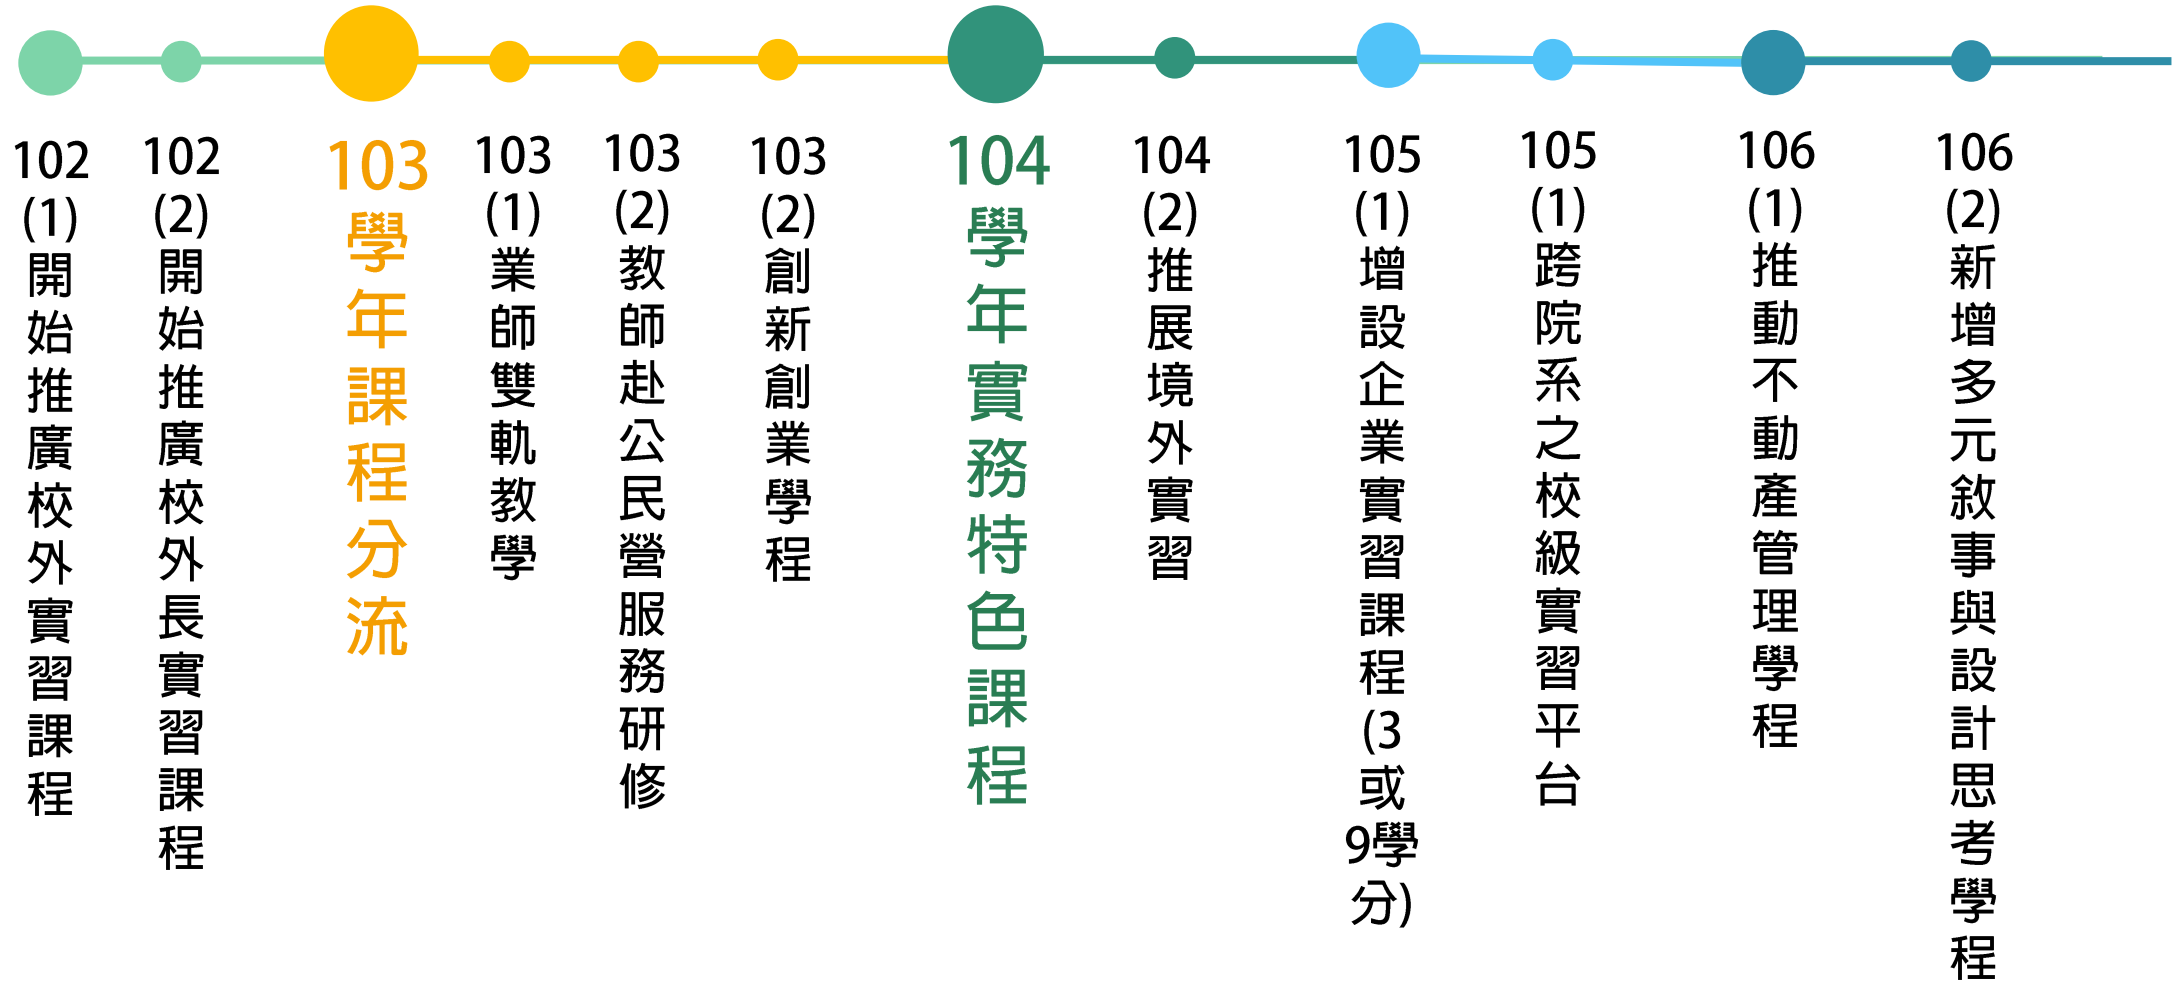 102
(1)
開
始
推
廣
校
外
實
習
課
程
102
(2)
開
始
推
廣
校
外
長
實
習
課
程
103
學
年
課
程
分
流
103
(1)
業
師
雙
軌
教
學
103
(2)
教
師
赴
公
民
營
服
務
研
修
103
(2)
創
新
創
業
學
程
104
學
年
實
務
特
色
課
程
104
(2)
推
展
境
外
實
習
105
(1)
增
設
企
業
實
習
課
程
(3
或
9學
分)
105
(1)
跨
院
系
之
校
級
實
習
平
台
106
(1)
推
動
不
動
產
管
理
學
程
106
(2)
新
增
多
元
敘
事
與
設
計
思
考
學
程